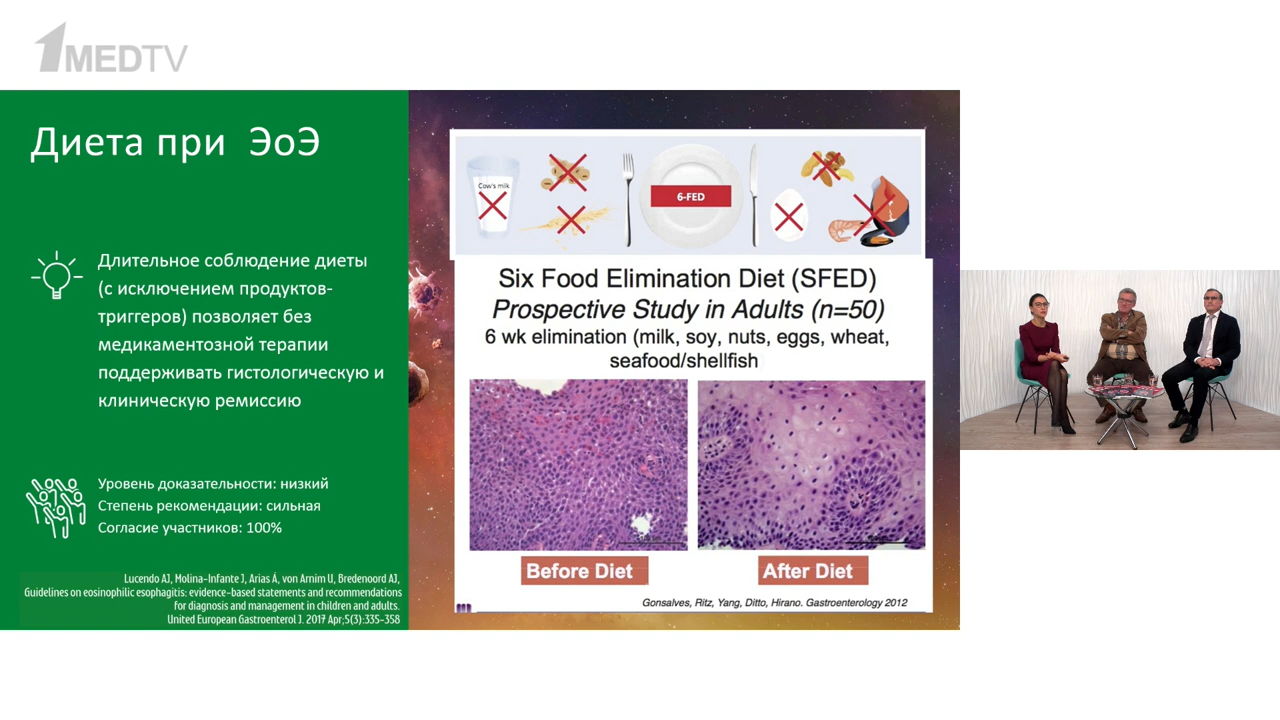 1MEDTV
Диета при ЭоЭ
Длительное соблюдение диеты
(с исключением продуктов-
триггеров) позволяет без
медикаментозной терапии
поддерживать гистологическую и
клиническую ремиссию
Уровень доказательности: низкий
Степень рекомендации: сильная
Согласие участников: 100%
Lucendo AJ, Molina-Infante J, Arias Á, von Arnim U, Bredenoord AJ,
Guidelines on eosinophilic esophagitis: evidence-based statements and recommendations
for diagnosis and management in children and adults.
United European Gastroenterol J. 2017 Apr;5(3):335-358
Cow's milk
6-FED
Six Food Elimination Diet (SFED)
Prospective Study in Adults (n=50)
6 wk elimination (milk, soy, nuts, eggs, wheat,
seafood/shellfish
Before Diet
After Diet
Gonsalves, Ritz, Yang, Ditto, Hirano. Gastroenterology 2012